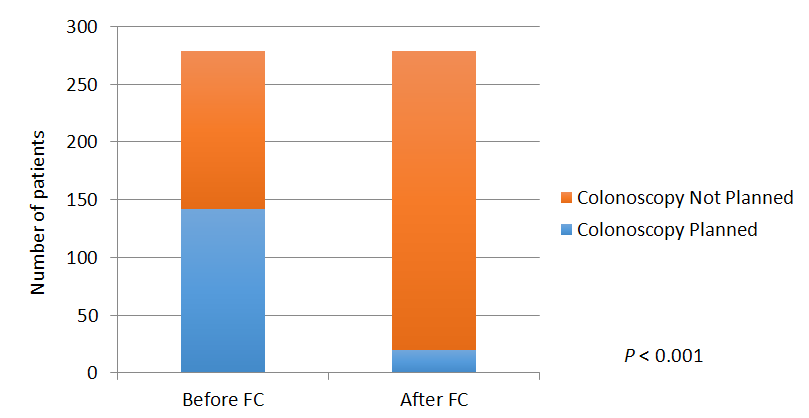 300
250
200
150
100
50
0
Number of patients
Before FC
After FC
Colonoscopy Not Planned
Colonoscopy Planned
P < 0.001